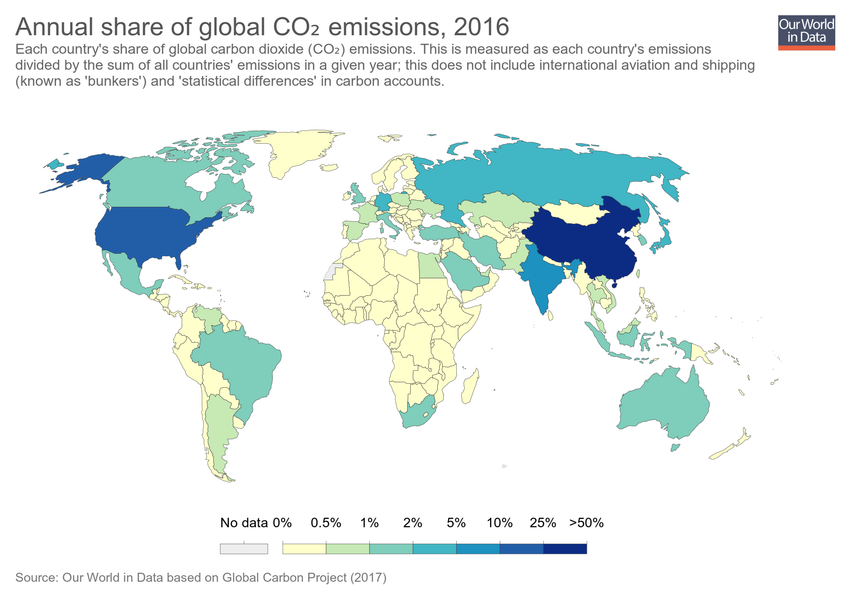 Annual share of global CO₂ emissions, 2016
Our World
in Data
Each country's share of global carbon dioxide (CO₂) emissions. This is measured as each country's emissions
divided by the sum of all countries' emissions in a given year; this does not include international aviation and shipping
(known as 'bunkers') and 'statistical differences' in carbon accounts.
No data 0% 0.5% 1% 2% 5% 10% 25% >50%
Source: Our World in Data based on Global Carbon Project (2017)